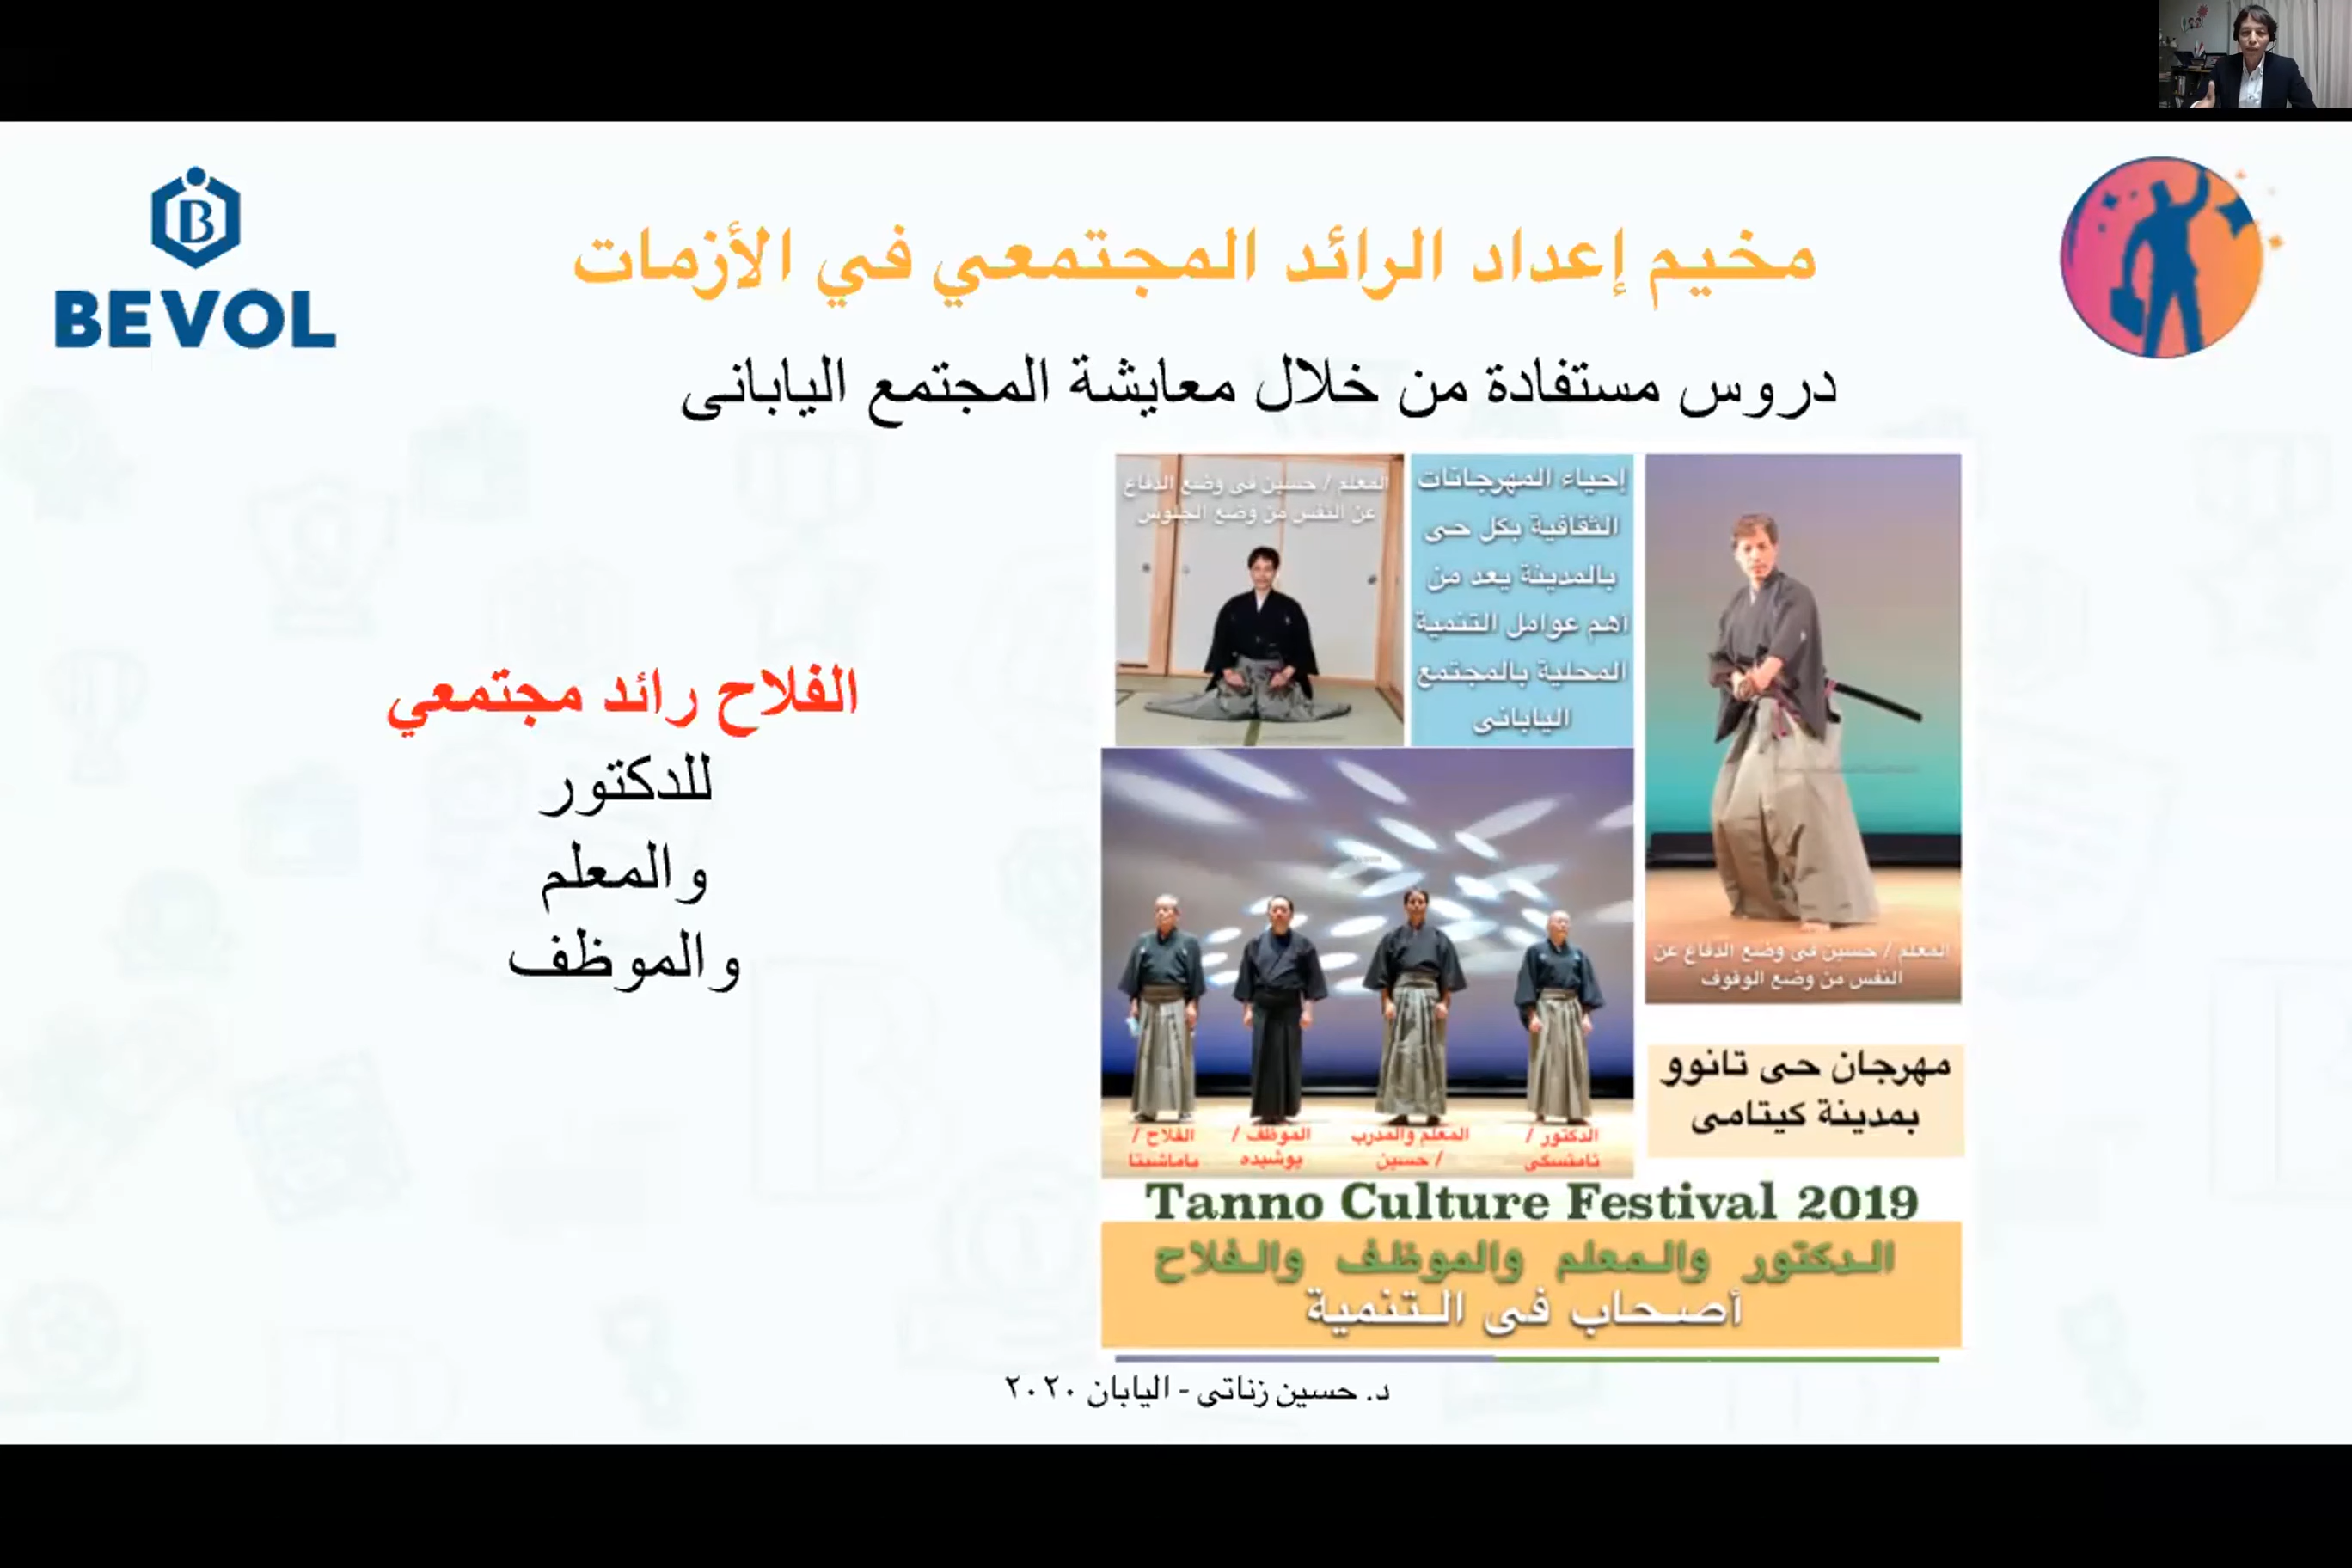 BEVOL
مخيم إعداد الرائد المجتمعي في الأزمات
دروس مستفادة من خلال معايشة المجتمع اليابانى
الفلاح رائد مجتمعي
للدكتور
والمعلم
والموظف
المعلم / حسين فى وضع الدفاع
عن النفس من وضع الجلوس
إحياء المهرجانات
الثقافية بكل حى
بالمدينة يعد من
أهم عوامل التنمية
المحلية بالمجتمع
اليابانى
المعلم / حسين فى وضع الدفاع عن
النفس من وضع الوقوف
الدكتور /
تامتسكى
المعلم والمدرب
/ حسين
الموظف /
يوشيده
الفلاح /
ياماشيتا
مهرجان حى تانوو
بمدينة كيتامى
Tanno Culture Festival 2019
الدكتور والمعلم والموظف والفلاح
أصحاب فى التنمية
د. حسين زناتى - اليابان ٢٠٢٠